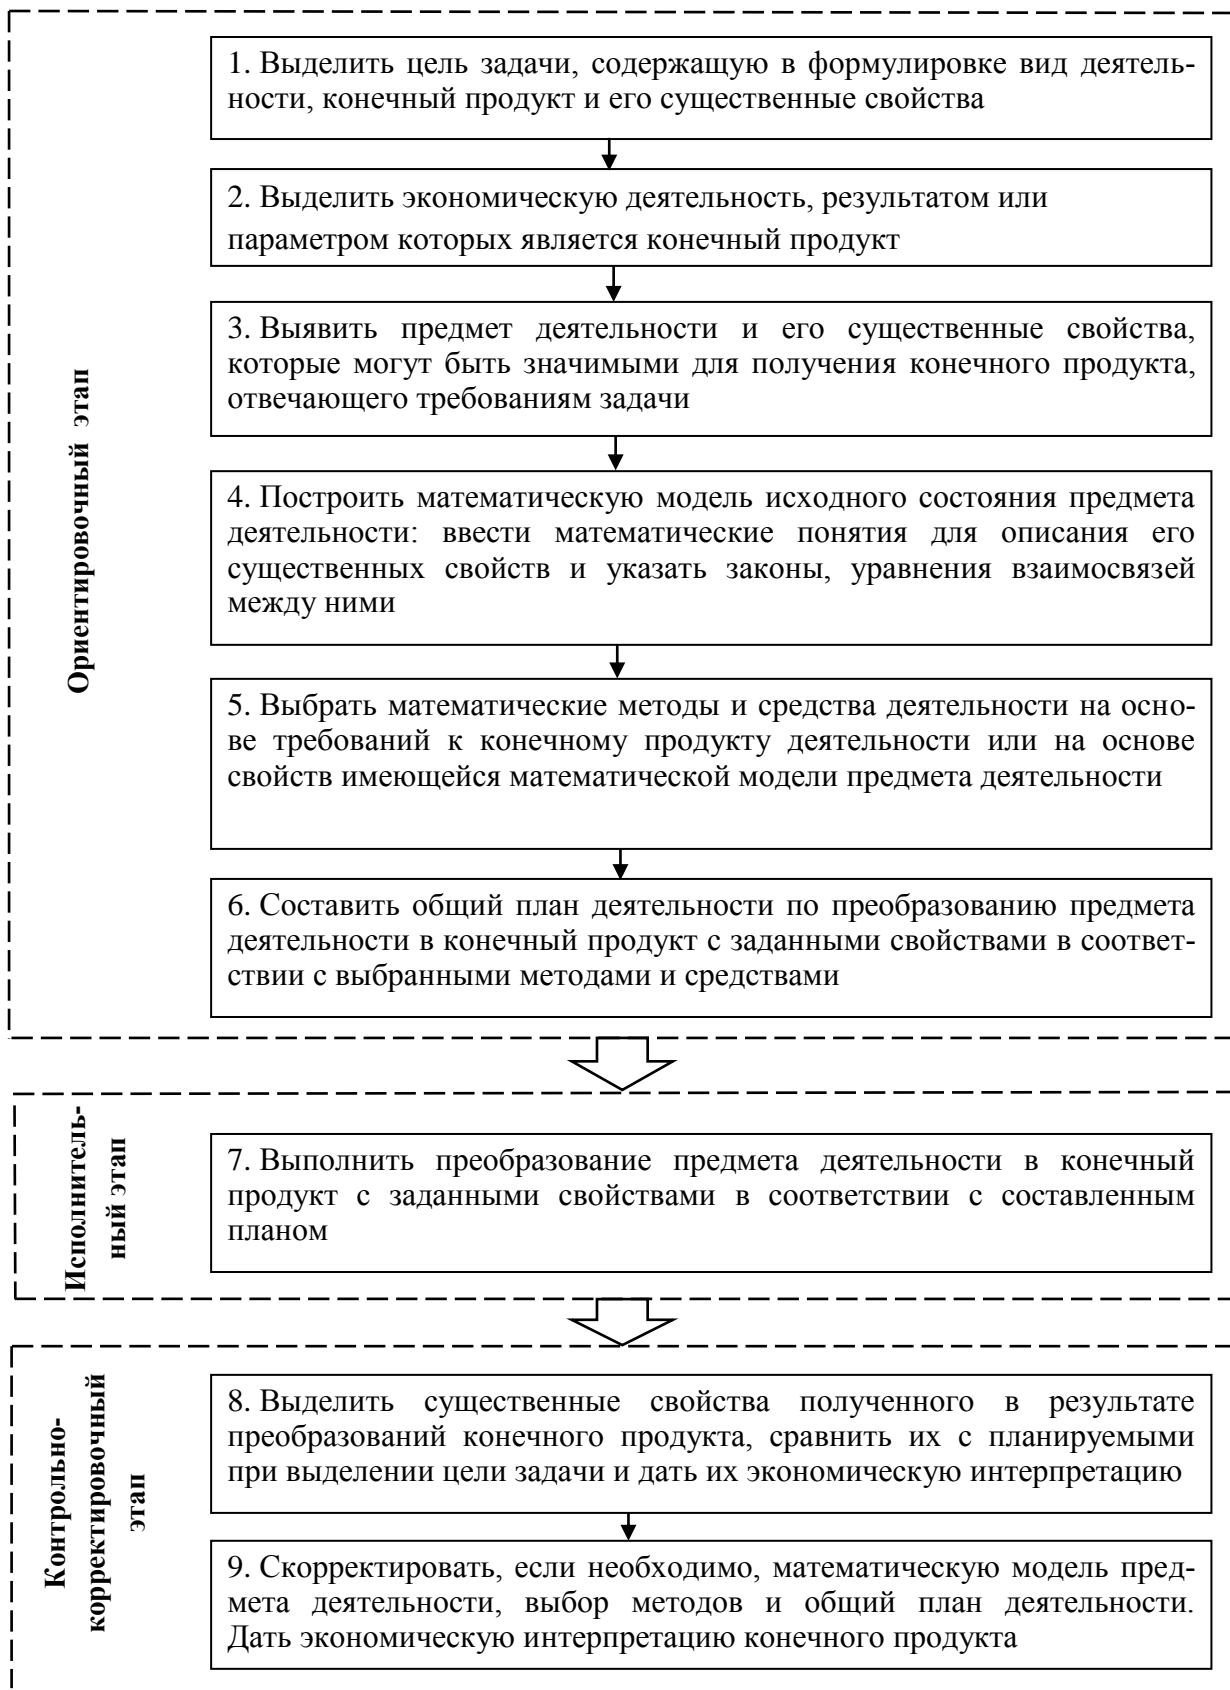 Ориентировочный этап
1. Выделить цель задачи, содержащую в формулировке вид деятель-
ности, конечный продукт и его существенные свойства
2. Выделить экономическую деятельность, результатом или
параметром которых является конечный продукт
3. Выявить предмет деятельности и его существенные свойства,
которые могут быть значимыми для получения конечного продукта,
отвечающего требованиям задачи
4. Построить математическую модель исходного состояния предмета
деятельности: ввести математические понятия для описания его
существенных свойств и указать законы, уравнения взаимосвязей
между ними
5. Выбрать математические методы и средства деятельности на осно-
ве требований к конечному продукту деятельности или на основе
свойств имеющейся математической модели предмета деятельности
6. Составить общий план деятельности по преобразованию предмета
деятельности в конечный продукт с заданными свойствами в соответ-
ствии с выбранными методами и средствами
Исполнитель-
ный этап
7. Выполнить преобразование предмета деятельности в конечный
продукт с заданными свойствами в соответствии с составленным
планом
Контрольно-
корректировочный
этап
8. Выделить существенные свойства полученного в результате
преобразований конечного продукта, сравнить их с планируемыми
при выделении цели задачи и дать их экономическую интерпретацию
9. Скорректировать, если необходимо, математическую модель пред-
мета деятельности, выбор методов и общий план деятельности.
Дать экономическую интерпретацию конечного продукта